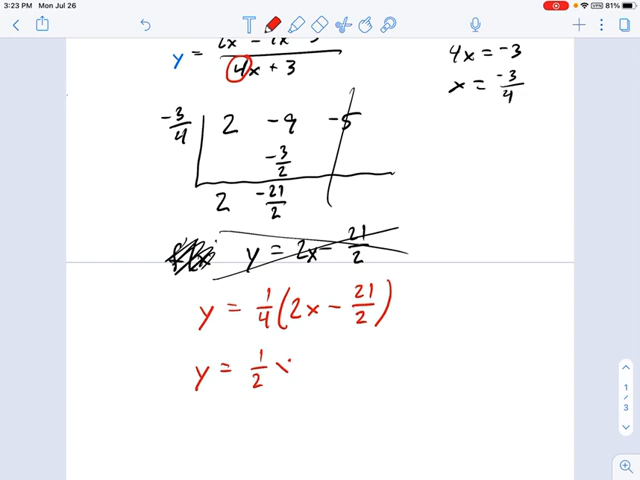 3:23 PM Mon Jul 26
81%
y = 4x + 3
4x = -3
x = -3/4
-3/4 | 2 -9 -5
-3/2
2 -21/2
y = 2x - 21/2
y = 1/4 (2x - 21/2)
y = 1/2
1
/ 3